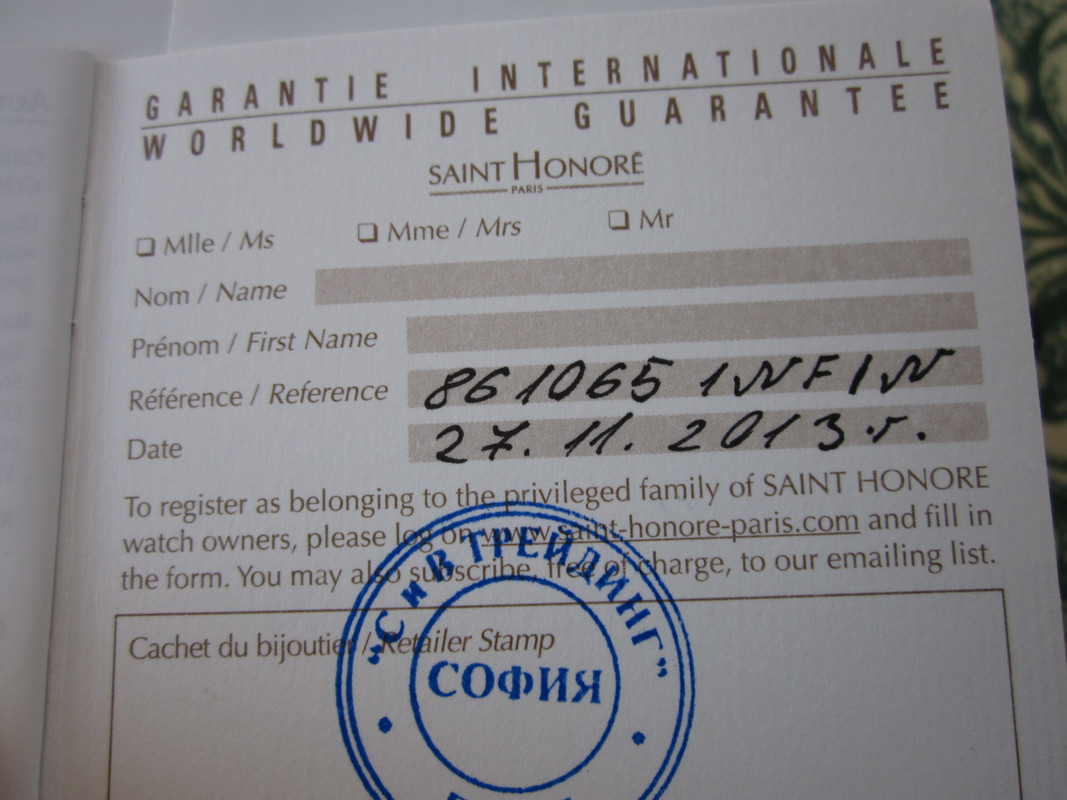 GARANTIE INTERNATIONALE
WORLDWIDE GUARANTEE
SAINT HONORÉ
PARIS
❑ Mlle / Ms ❑ Mme / Mrs ❑ Mr
Nom / Name
Prénom / First Name
Référence / Reference 861065 1NF1N
Date 27.11.2013.г.
To register as belonging to the privileged family of SAINT HONORE
watch owners, please log on www.saint-honore-paris.com and fill in
the form. You may also subscribe, free of charge, to our emailing list.
Cachet du bijoutier / Retailer Stamp
"С и В ТРЕЙДИНГ"
СОФИЯ